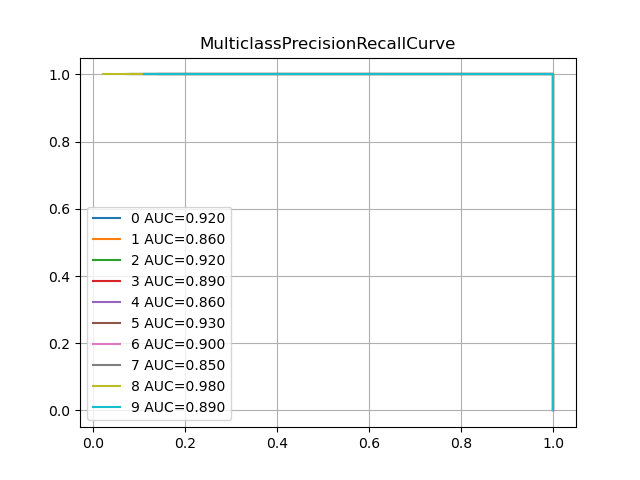 MulticlassPrecisionRecallCurve
1.0
0.8
0.6
0.4
0.2
0.0
0 AUC=0.920
1 AUC=0.860
2 AUC=0.920
3 AUC=0.890
4 AUC=0.860
5 AUC=0.930
6 AUC=0.900
7 AUC=0.850
8 AUC=0.980
9 AUC=0.890
0.0 0.2 0.4 0.6 0.8 1.0